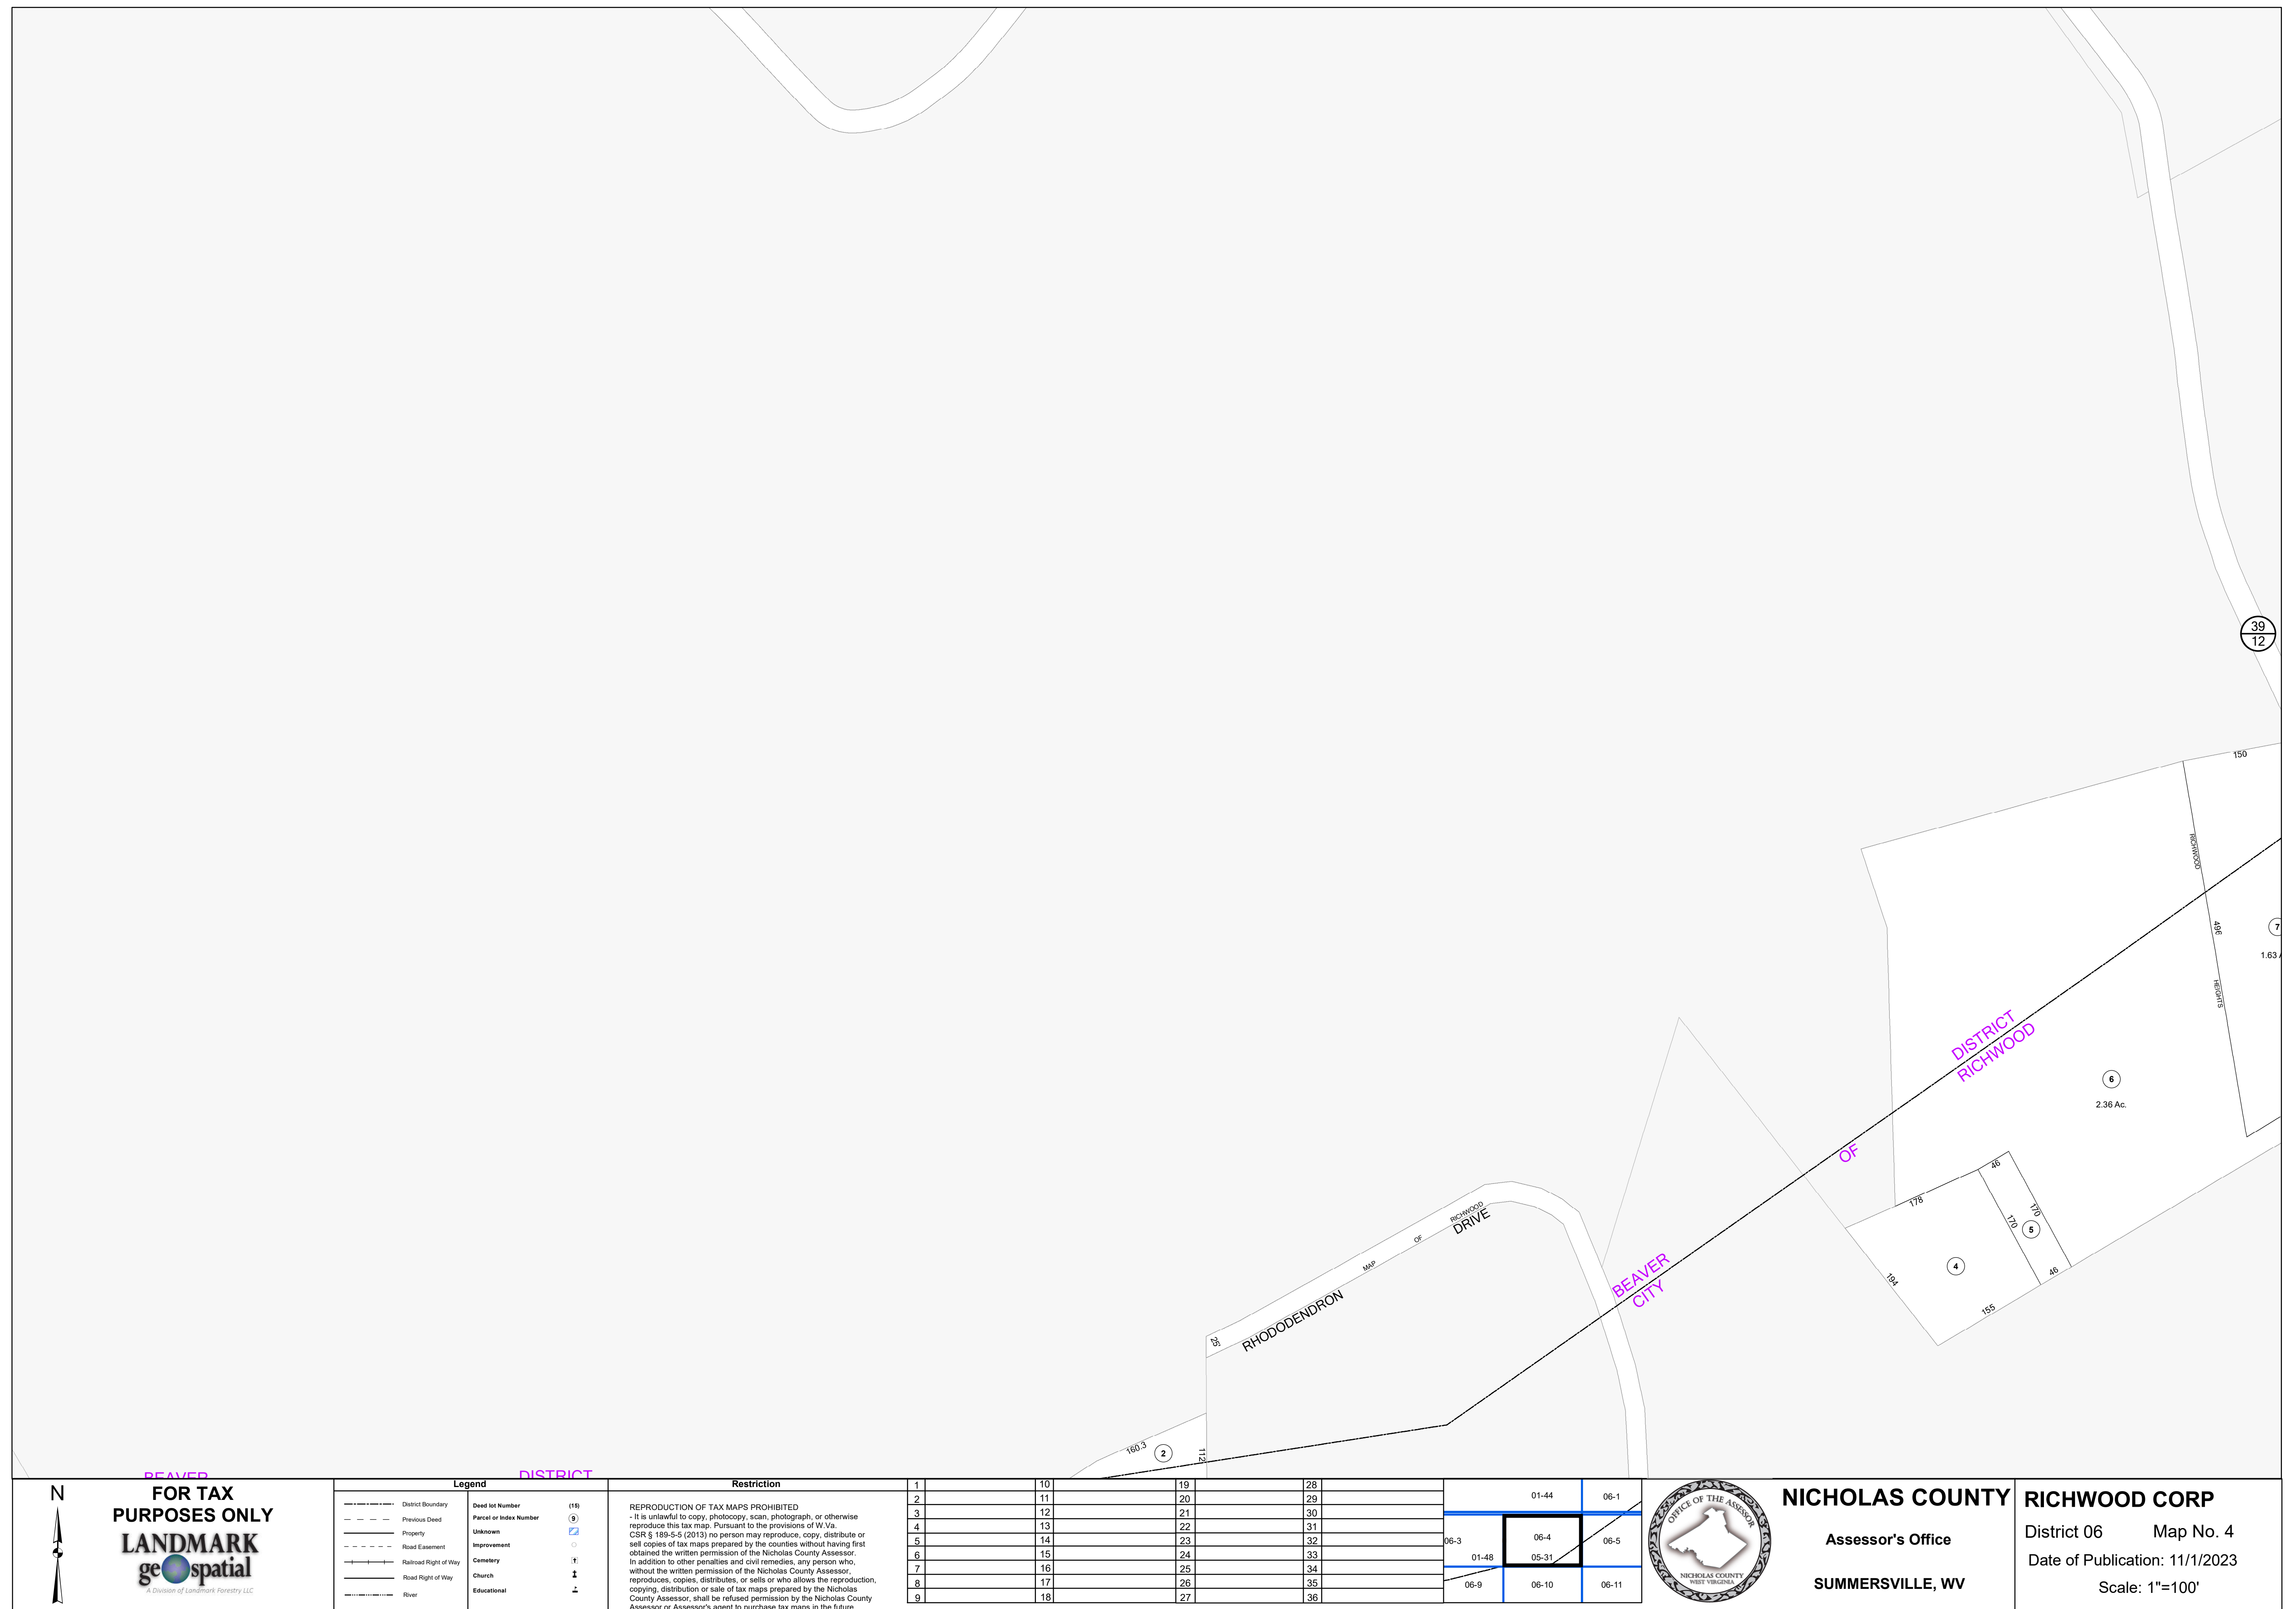 39
12
150
RICHWOOD
496
HEIGHTS
7
1.63
DISTRICT
RICHWOOD
6
2.36 Ac.
OF
46
178
170
170
5
4
46
194
155
RICHWOOD
DRIVE
OF
MAP
RHODODENDRON
25'
BEAVER
CITY
160.3
2
112
BEAVER
DISTRICT
N
FOR TAX
PURPOSES ONLY
LANDMARK
geospatial
A Division of Landmark Forestry LLC
Legend
District Boundary
Previous Deed
Property
Road Easement
Railroad Right of Way
Road Right of Way
River
Deed lot Number (15)
Parcel or Index Number 9
Unknown
Improvement
Cemetery
Church
Educational
Restriction
REPRODUCTION OF TAX MAPS PROHIBITED
- It is unlawful to copy, photocopy, scan, photograph, or otherwise
reproduce this tax map. Pursuant to the provisions of W.Va.
CSR § 189-5-5 (2013) no person may reproduce, copy, distribute or
sell copies of tax maps prepared by the counties without having first
obtained the written permission of the Nicholas County Assessor.
In addition to other penalties and civil remedies, any person who,
without the written permission of the Nicholas County Assessor,
reproduces, copies, distributes, or sells or who allows the reproduction,
copying, distribution or sale of tax maps prepared by the Nicholas
County Assessor, shall be refused permission by the Nicholas County
Assessor or Assessor's agent to purchase tax maps in the future.
1 10 19 28
2 11 20 29
3 12 21 30
4 13 22 31
5 14 23 32
6 15 24 33
7 16 25 34
8 17 26 35
9 18 27 36
01-44 06-1
06-3 06-4 06-5
01-48 05-31
06-9 06-10 06-11
OFFICE OF THE ASSESSOR
NICHOLAS COUNTY
WEST VIRGINIA
NICHOLAS COUNTY
Assessor's Office
SUMMERSVILLE, WV
RICHWOOD CORP
District 06 Map No. 4
Date of Publication: 11/1/2023
Scale: 1"=100'